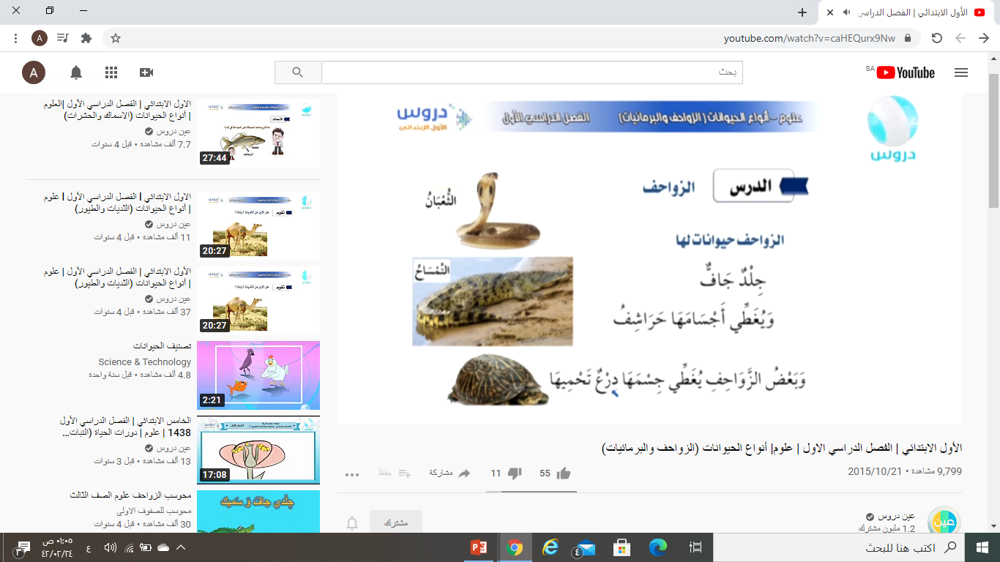 الأول الابتدائي | الفصل الدراسي
youtube.com/watch?v=caHEQurx9Nw
A
YouTube SA
بحث
A
علوم - أنواع الحيوانات (الزواحف والبرمائيات) الفصل الدراسي الأول
دروس
الأول الابتدائي
دروس
الدرس
الزواحف
الثُّعْبَانُ
الزواحف حيوانات لها
جِلْدٌ جَافٌّ
التِّمْسَاحُ
وَيُغَطِّي أَجْسَامَهَا حَرَاشِفُ
وَبَعْضُ الزَّوَاحِفِ يُغَطِّي جِسْمَهَا دِرْعٌ تَحْمِيهَا
الأول الابتدائي | الفصل الدراسي الاول | علوم| أنواع الحيوانات (الزواحف والبرمائيات)
9,799 مشاهدة • 2015/10/21
55
11
مشاركة
حفظ
عين دروس
1.2 مليون مشترك
مشترك
عين
الاول الابتدائي | الفصل الدراسي الأول |العلوم
| أنواع الحيوانات (الاسماك والحشرات)
عين دروس
7.7 ألف مشاهدة • قبل 4 سنوات
27:44
الاول الابتدائي | الفصل الدراسي الأول | علوم
| أنواع الحيوانات (الثديات والطيور)
عين دروس
11 ألف مشاهدة • قبل 4 سنوات
20:27
الأول الابتدائي | الفصل الدراسي الأول | علوم
| أنواع الحيوانات (الثديات والطيور)
عين دروس
37 ألف مشاهدة • قبل 4 سنوات
20:27
تصنيف الحيوانات
Science & Technology
4.8 ألف مشاهدة • قبل سنة واحدة
2:21
الخامس الابتدائي | الفصل الدراسي الأول
1438 | علوم | دورات الحياة (النبات...
عين دروس
13 ألف مشاهدة • قبل 3 سنوات
17:08
محوسب الزواحف علوم الصف الثالث
محوسب للصفوف الاولى
30 ألف مشاهدة • قبل 4 سنوات
جِلْدي جافّ وَ سَميك
اكتب هنا للبحث
٤
ع
٠١:٠٥ ص
٤٢/٠٢/٢٤
٣